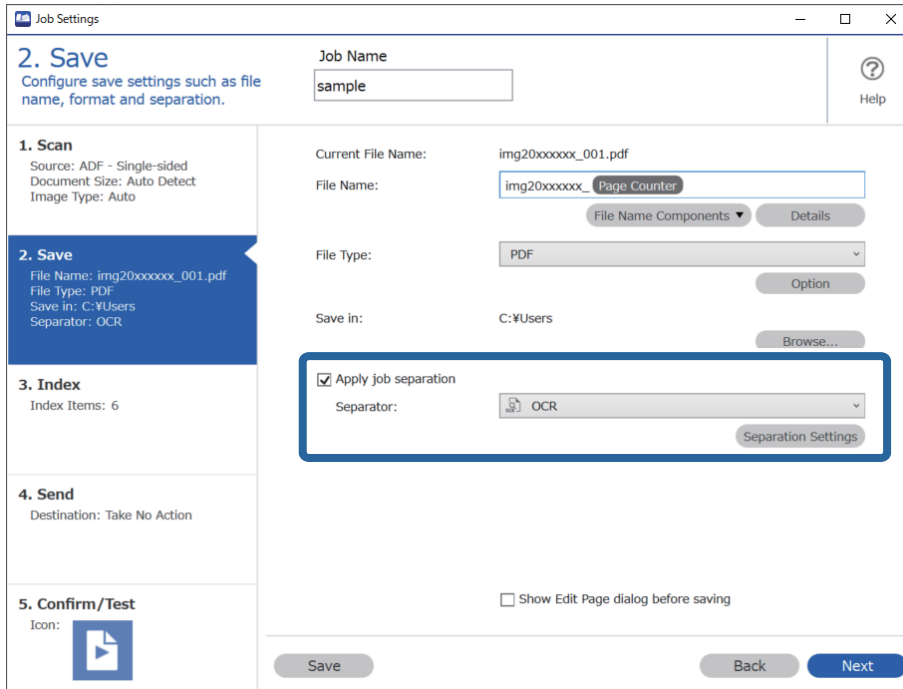 Job Settings
2. Save
Configure save settings such as file
name, format and separation.
Job Name
sample
Help
1. Scan
Source: ADF - Single-sided
Document Size: Auto Detect
Image Type: Auto
2. Save
File Name: img20xxxxxx_001.pdf
File Type: PDF
Save in: C:¥Users
Separator: OCR
3. Index
Index Items: 6
4. Send
Destination: Take No Action
5. Confirm/Test
Icon:
Current File Name: img20xxxxxx_001.pdf
File Name: img20xxxxxx_ Page Counter
File Name Components ▼ Details
File Type: PDF
Option
Save in: C:¥Users
Browse...
Apply job separation
Separator: OCR
Separation Settings
Show Edit Page dialog before saving
Save Back Next